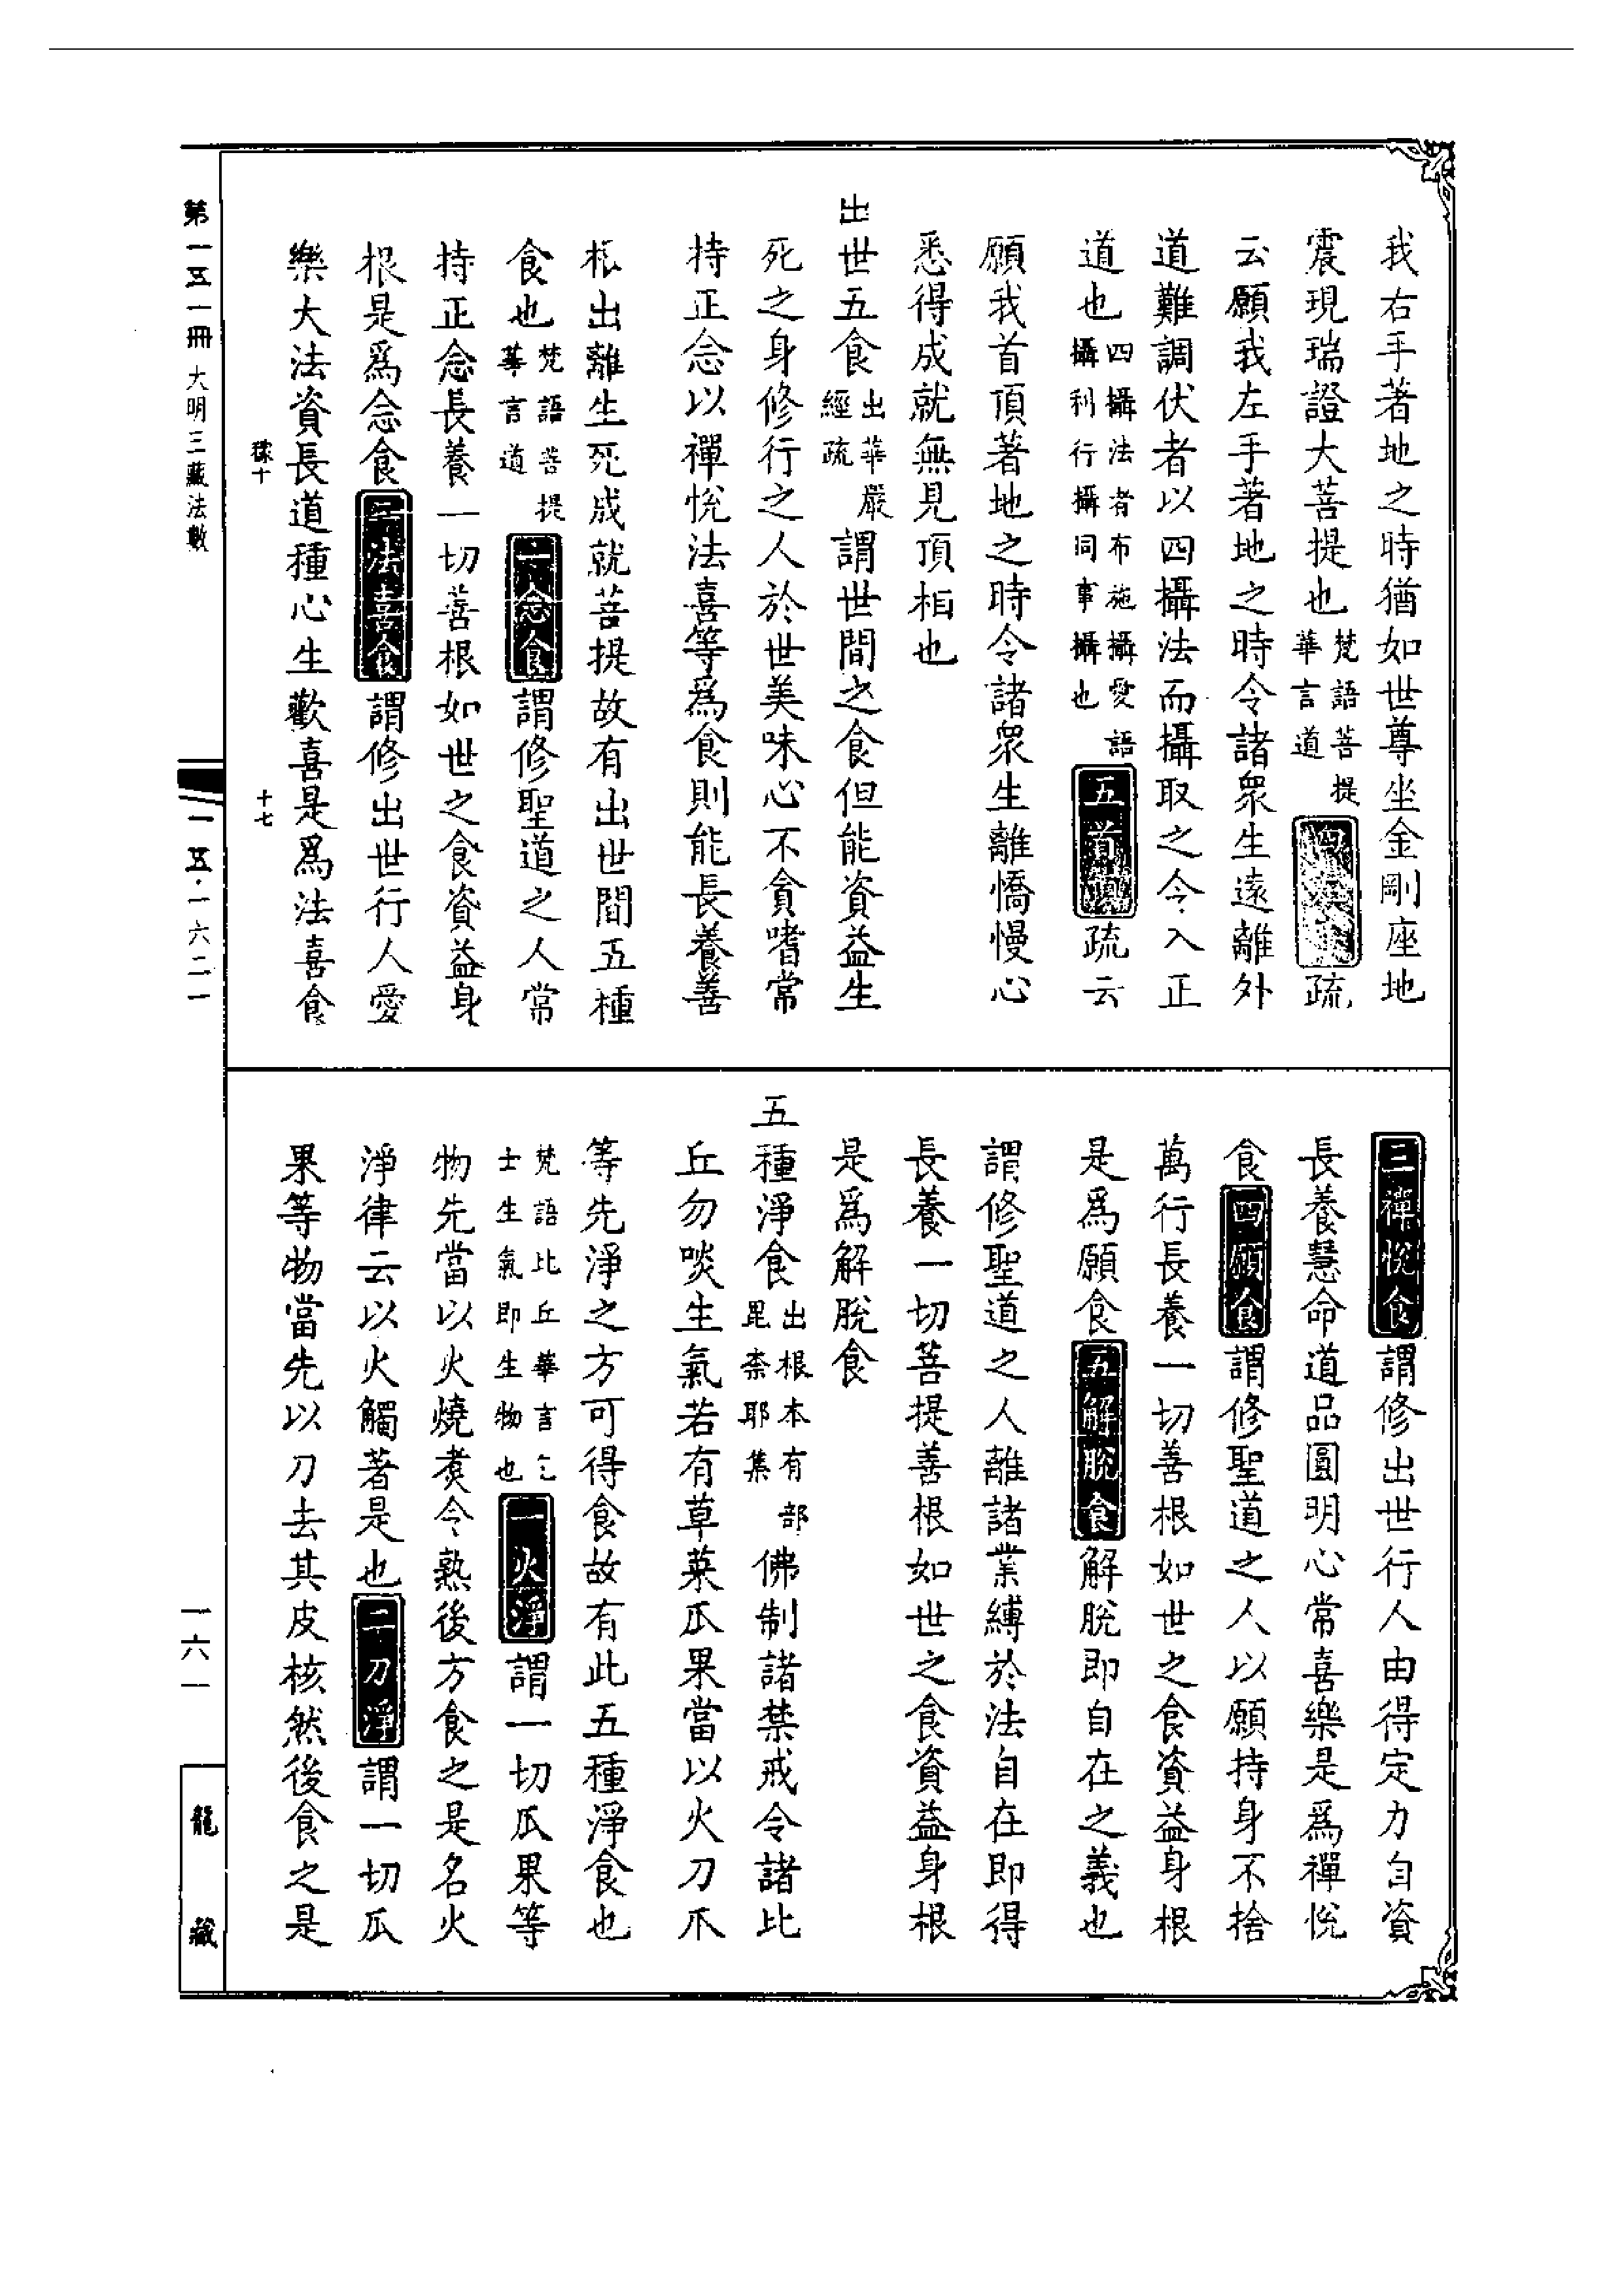 我右手著地之時猶如世尊坐金剛座地
震現瑞證大菩提也梵語菩提華言道四疏
云願我左手著地之時令諸眾生遠離外
道難調伏者以四攝法而攝取之令入正
道也四攝法者布施攝愛語攝利行攝同事攝也五首疏云
願我首頂著地之時令諸眾生離憍慢心
悉得成就無見頂相也
出世五食出華嚴經疏謂世間之食但能資益生
死之身修行之人於世美味心不貪嗜常
持正念以禪悅法喜等爲食則能長養善
根出離生死成就菩提故有出世間五種
食也梵語菩提華言道一念食謂修聖道之人常
持正念長養一切善根如世之食資益身
根是爲念食二法喜食謂修出世行人愛
樂大法資長道種心生歡喜是爲法喜食
三禪悅食謂修出世行人由得定力自資
長養慧命道品圓明心常喜樂是爲禪悅
食四願食謂修聖道之人以願持身不捨
萬行長養一切善根如世之食資益身根
是爲願食五解脫食解脫即自在之義也
謂修聖道之人離諸業縛於法自在即得
長養一切菩提善根如世之食資益身根
是爲解脫食
五種淨食出根本有部毘柰耶集佛制諸禁戒令諸比
丘勿啖生氣若有草菜瓜果當以火刀爪
等先淨之方可得食故有此五種淨食也
梵語比丘華言乞士生氣即生物也一火淨謂一切瓜果等
物先當以火燒煮令熟後方食之是名火
淨律云以火觸著是也二刀淨謂一切瓜
果等物當先以刀去其皮核然後食之是
第一五一冊 大明三藏法數
十七
一五·一六二一
一六一
龍藏